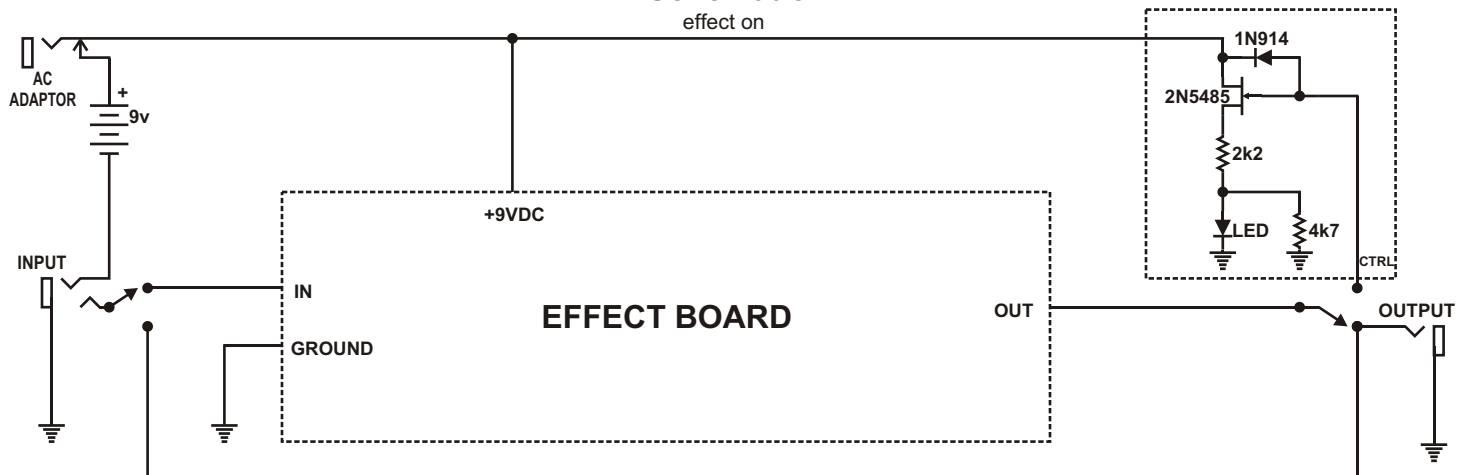 effect on
1N914
AC
ADAPTOR
+
9v
2N5485
2k2
+9VDC
LED
4k7
INPUT
CTRL
IN
EFFECT BOARD
OUT
OUTPUT
GROUND